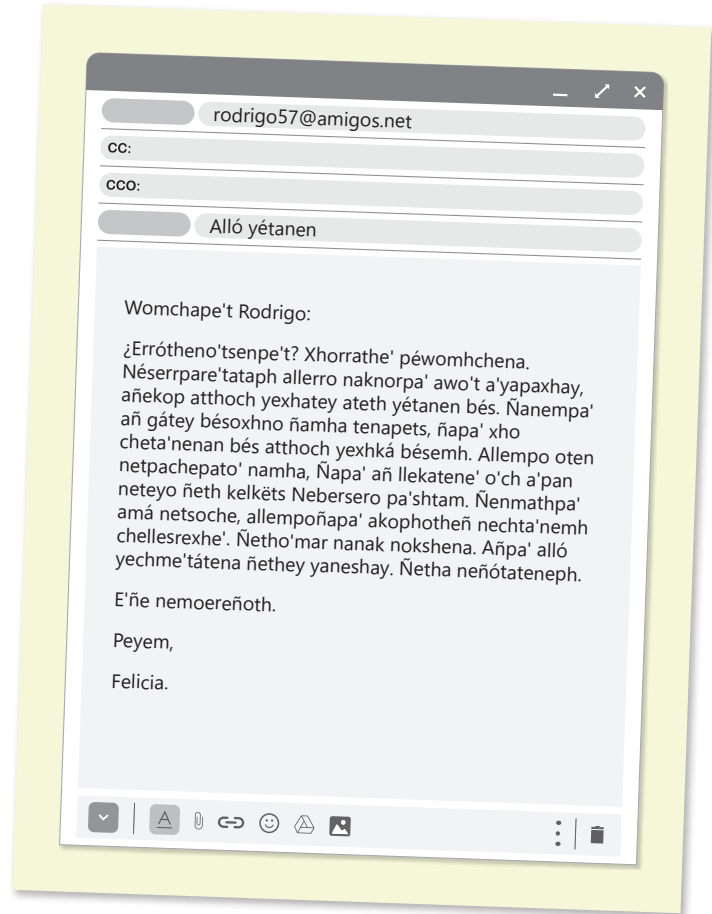 rodrigo57@amigos.net
CC:
CCO:
Alló yétanen
Womchape't Rodrigo:
¿Errótheno'tsenpe't? Xhorrathe' péwomhchena.
Néserrpare'tataph allerro naknorpa' awo't a'yapaxhay,
añekop atthoch yexhatey ateth yétanen bés. Ñanempa'
añ gátey bésoxhno ñamha tenapets, ñapa' xho
cheta'nenan bés atthoch yexhká bésemh. Allempo oten
netpachepato' namha, Ñapa' añ llekatene' o'ch a'pan
neteyo ñeth kelkëts Nebersero pa'shtam. Ñenmathpa'
amá netsoche, allempoñapa' akophotheñ nechta'nemh
chellesrexhe'. Ñetho'mar nanak nokshena. Añpa' alló
yechme'tátena ñethey yaneshay. Ñetha neñótateneph.
E'ñe nemoereñoth.
Peyem,
Felicia.
A